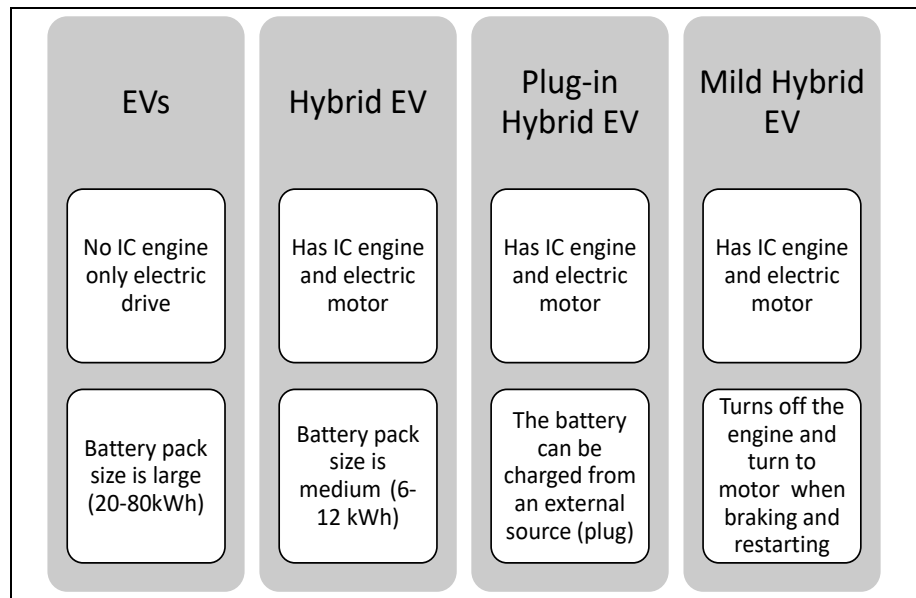 EVs
No IC engine
only electric
drive
Battery pack
size is large
(20-80kWh)
Hybrid EV
Has IC engine
and electric
motor
Battery pack
size is
medium (6-
12 kWh)
Plug-in
Hybrid EV
Has IC engine
and electric
motor
The battery
can be
charged from
an external
source (plug)
Mild Hybrid
EV
Has IC engine
and electric
motor
Turns off the
engine and
turn to
motor when
braking and
restarting